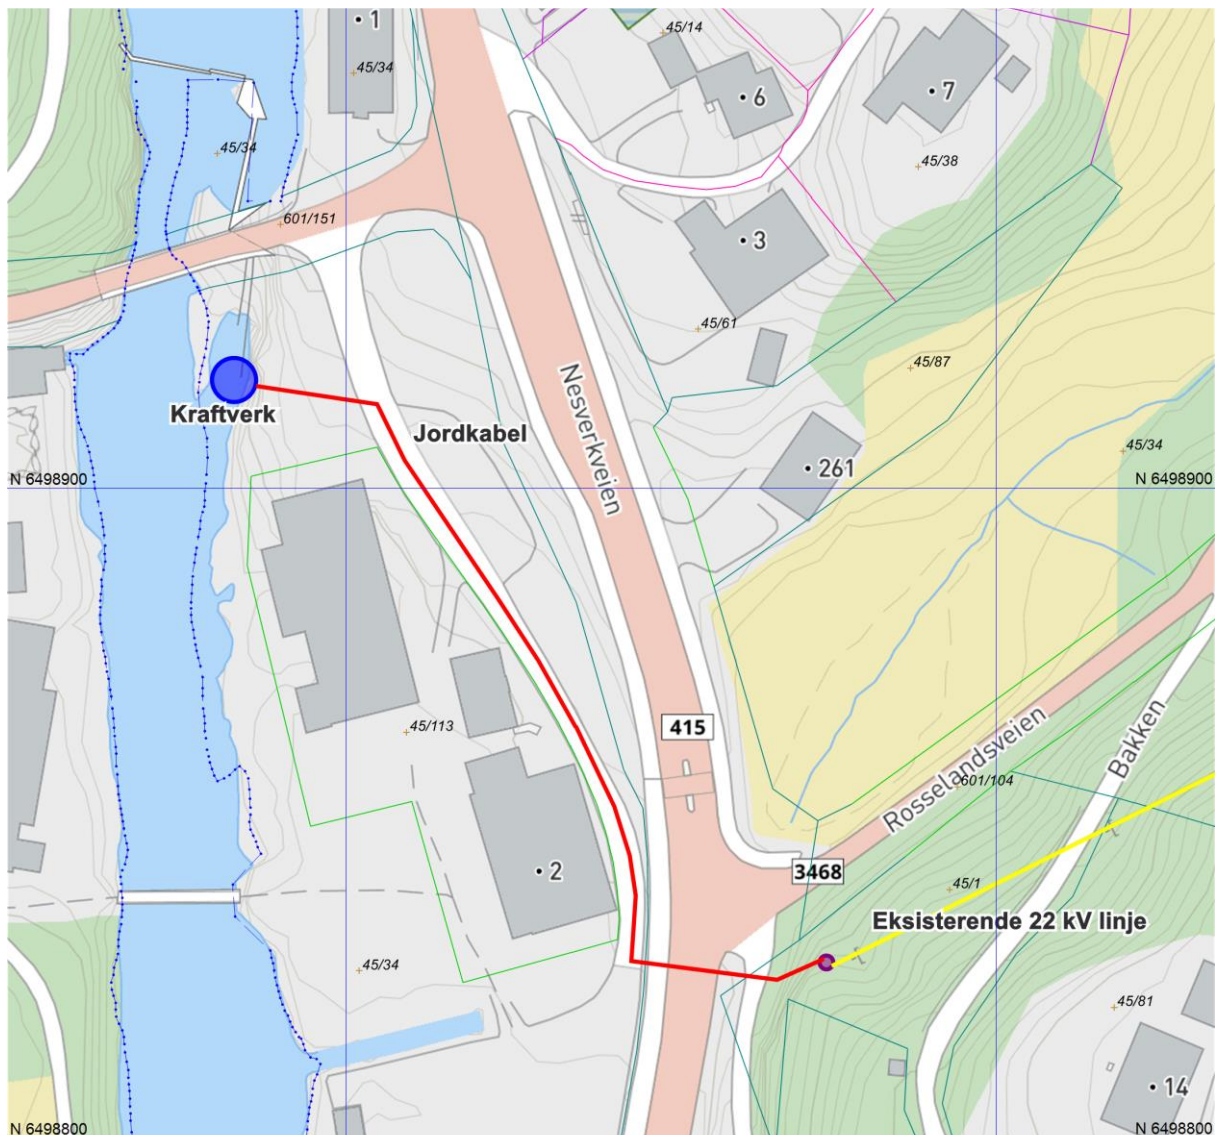 1
45/14
45/34
6
7
45/34
45/38
601/151
3
45/61
45/87
Kraftverk
Jordkabel
Nesverkveien
45/34
261
N 6498900
N 6498900
415
45/113
Rosselandsveien
Bakken
601/104
2
3468
45/1
Eksisterende 22 kV linje
45/34
45/81
14
N 6498800
N 6498800